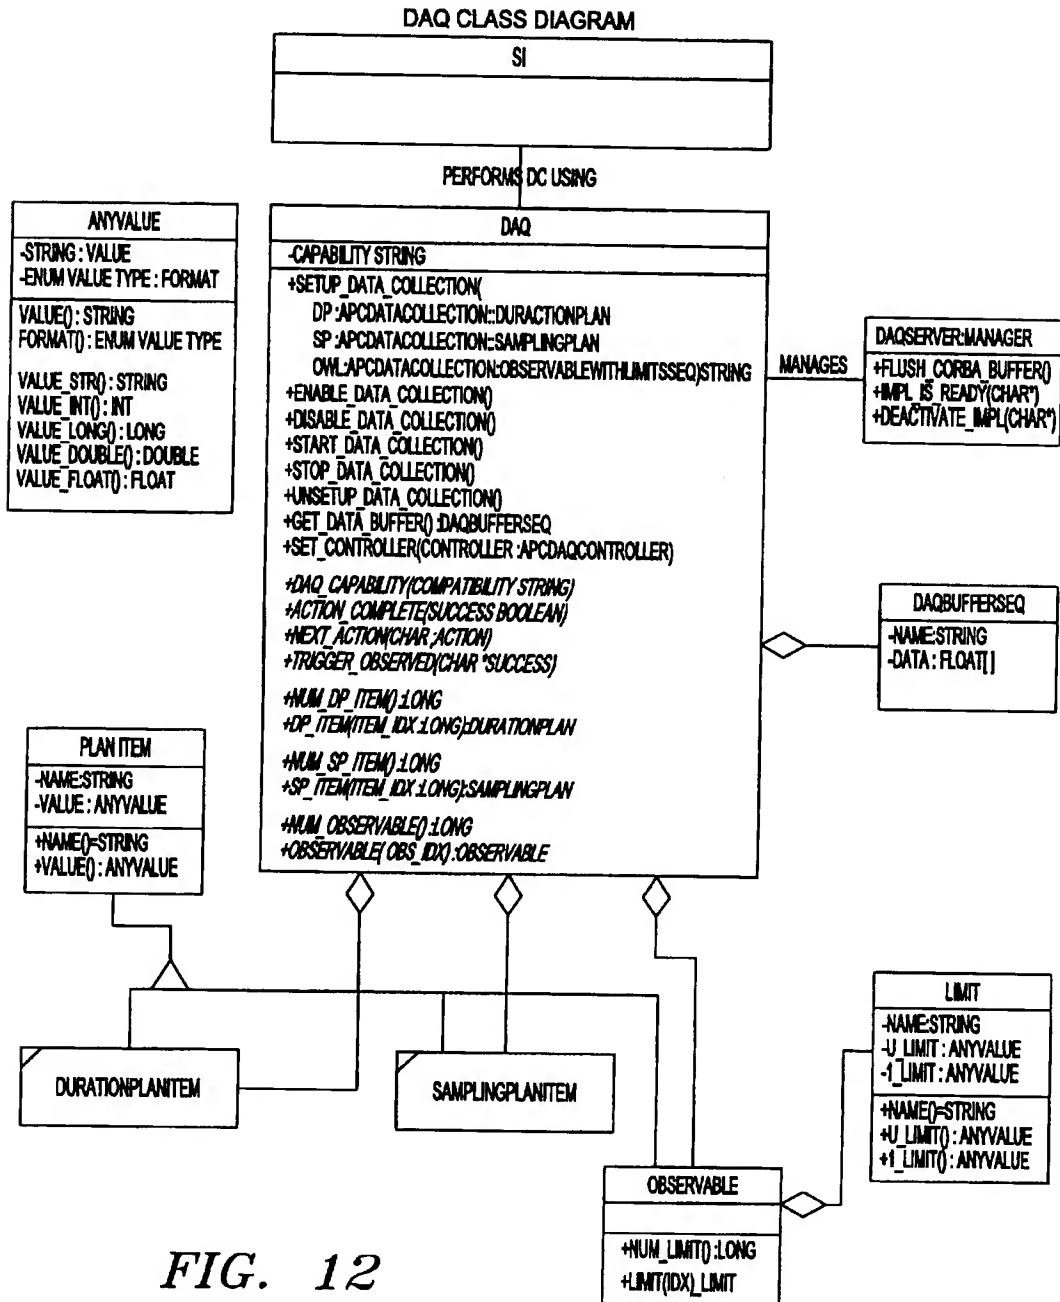 DAQ CLASS DIAGRAM
SI
PERFORMS DC USING
ANYVALUE
-STRING : VALUE
-ENUM VALUE TYPE : FORMAT
VALUE() : STRING
FORMAT() : ENUM VALUE TYPE
VALUE_STR() : STRING
VALUE_INT() : INT
VALUE_LONG() : LONG
VALUE_DOUBLE() : DOUBLE
VALUE_FLOAT() : FLOAT
DAQ
-CAPABILITY STRING
+SETUP_DATA_COLLECTION(
DP :APCDATACOLLECTION::DURACTIONPLAN
SP :APCDATACOLLECTION::SAMPLINGPLAN
OWL:APCDATACOLLECTION:OBSERVABLEWITHLIMITSSEQ)STRING
+ENABLE_DATA_COLLECTION()
+DISABLE_DATA_COLLECTION()
+START_DATA_COLLECTION()
+STOP_DATA_COLLECTION()
+UNSETUP_DATA_COLLECTION()
+GET_DATA_BUFFER() :DAQBUFFERSEQ
+SET_CONTROLLER(CONTROLLER :APCDAQCONTROLLER)
+DAQ_CAPABILITY(COMPATIBILITY STRING)
+ACTION_COMPLETE(SUCCESS BOOLEAN)
+NEXT_ACTION(CHAR ;ACTION)
+TRIGGER_OBSERVED(CHAR *SUCCESS)
+NUM_DP_ITEM() :LONG
+DP_ITEM(ITEM_IDX :LONG):DURATIONPLAN
+NUM_SP_ITEM() :LONG
+SP_ITEM(ITEM_IDX :LONG):SAMPLINGPLAN
+NUM_OBSERVABLE() :LONG
+OBSERVABLE( OBS_IDX) :OBSERVABLE
MANAGES
DAQSERVER:MANAGER
+FLUSH_CORBA_BUFFER()
+IMPL_IS_READY(CHAR*)
+DEACTIVATE_IMPL(CHAR*)
DAQBUFFERSEQ
-NAME:STRING
-DATA : FLOAT[ ]
PLAN ITEM
-NAME:STRING
-VALUE : ANYVALUE
+NAME()=STRING
+VALUE() : ANYVALUE
DURATIONPLANITEM
SAMPLINGPLANITEM
LIMIT
-NAME:STRING
-U_LIMIT : ANYVALUE
-1_LIMIT : ANYVALUE
+NAME()=STRING
+U_LIMIT() : ANYVALUE
+1_LIMIT() : ANYVALUE
OBSERVABLE
+NUM_LIMIT() :LONG
+LIMIT(IDX)_LIMIT
FIG. 12